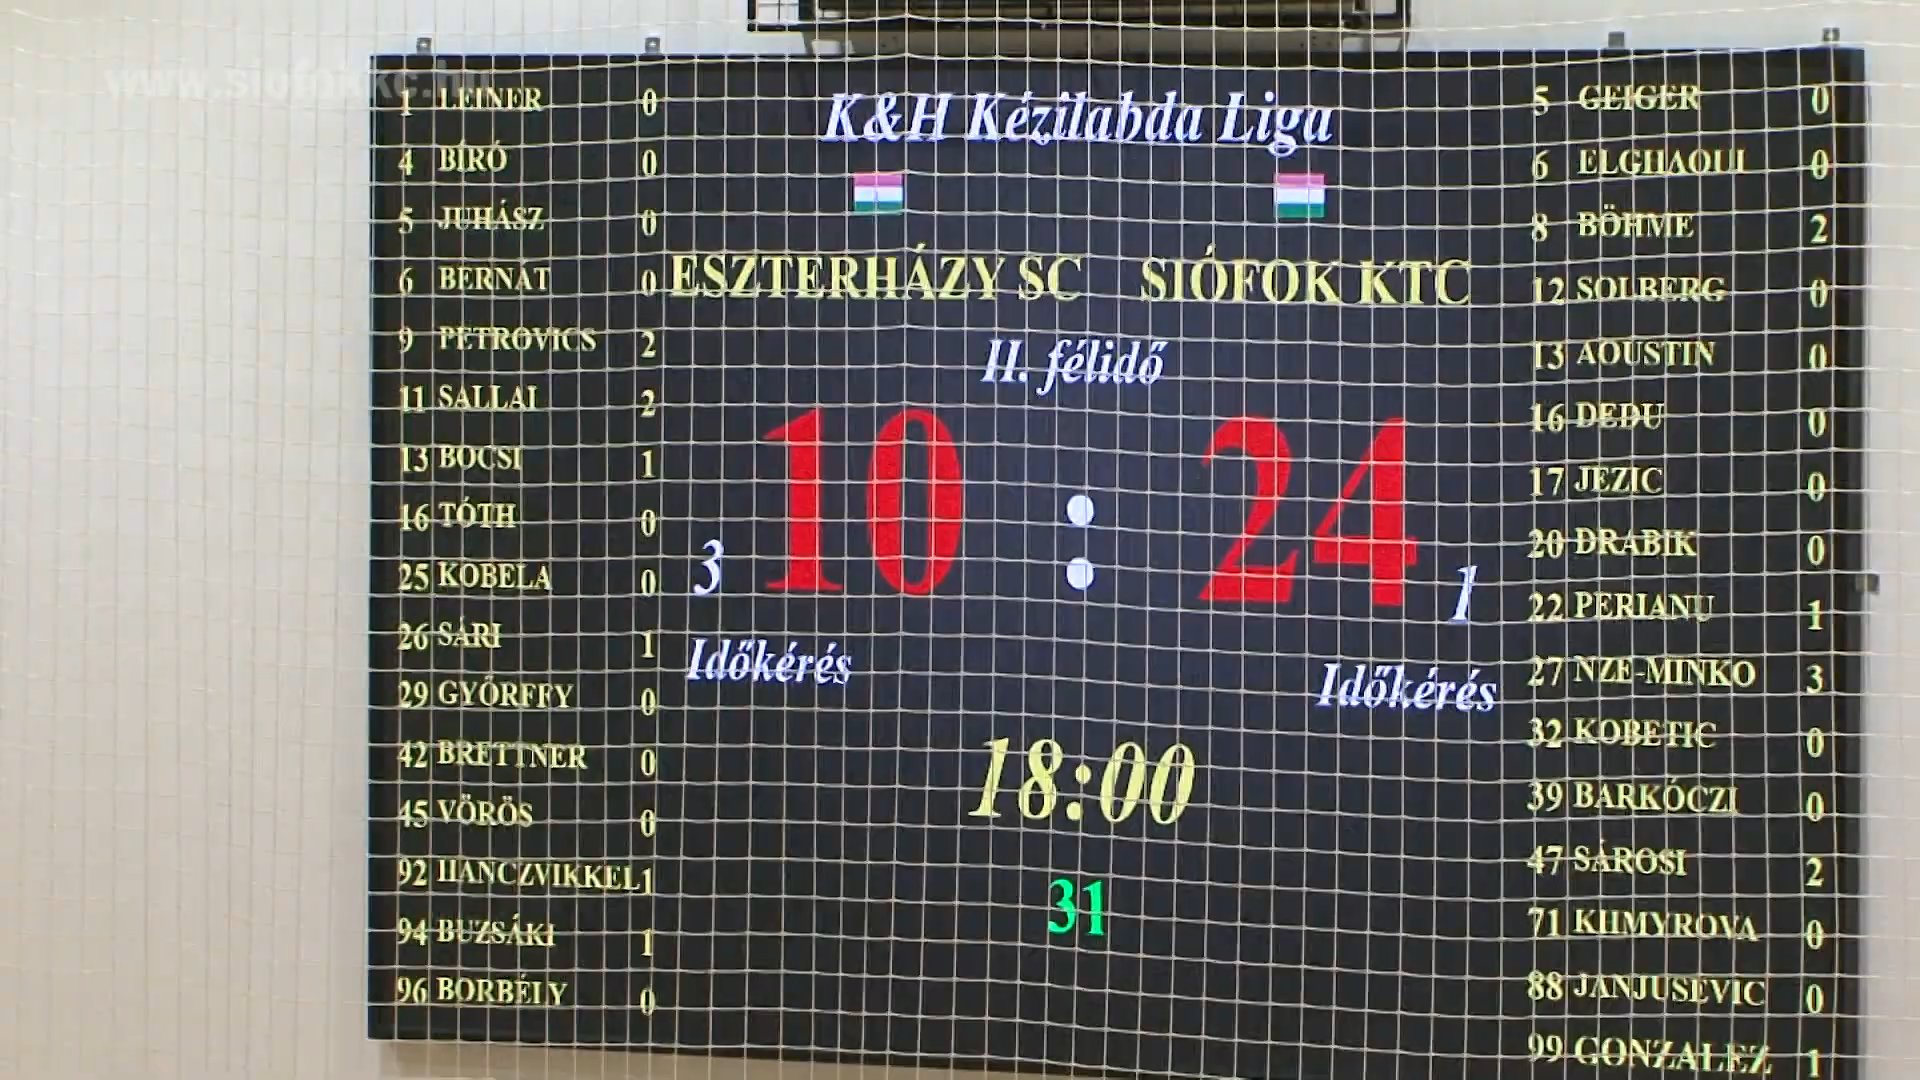 www.siofokkc.hu
K&H Kézilabda Liga
ESZTERHÁZY SC SIÓFOK KTC
II. félidő
10 : 24
3 1
Időkérés Időkérés
18:00
31
1 LEINER 0
4 BÍRÓ 0
5 JUHÁSZ 0
6 BERNÁT 0
9 PETROVICS 2
11 SALLAI 2
13 BOCSI 1
16 TÓTH 0
25 KOBELA 0
26 SÁRI 1
29 GYŐRFFY 0
42 BRETTNER 0
45 VÖRÖS 0
92 HANCZVIKKEL 1
94 BUZSÁKI 1
96 BORBÉLY 0
5 GEIGER 0
6 ELGHAOUI 0
8 BÖHME 2
12 SOLBERG 0
13 AOUSTIN 0
16 DEDU 0
17 JEZIC 0
20 DRABIK 0
22 PERIANU 1
27 NZE-MINKO 3
32 KOBETIC 0
39 BARKÓCZI 0
47 SÁROSI 2
71 KHMYROVA 0
88 JANJUSEVIC 0
99 GONZALEZ 1